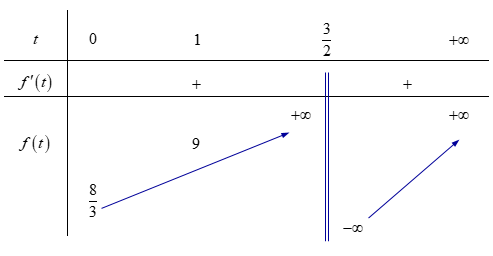 t 0 1 3/2 +∞
f′(t) + +
+∞ +∞
f(t) 9
8/3
−∞